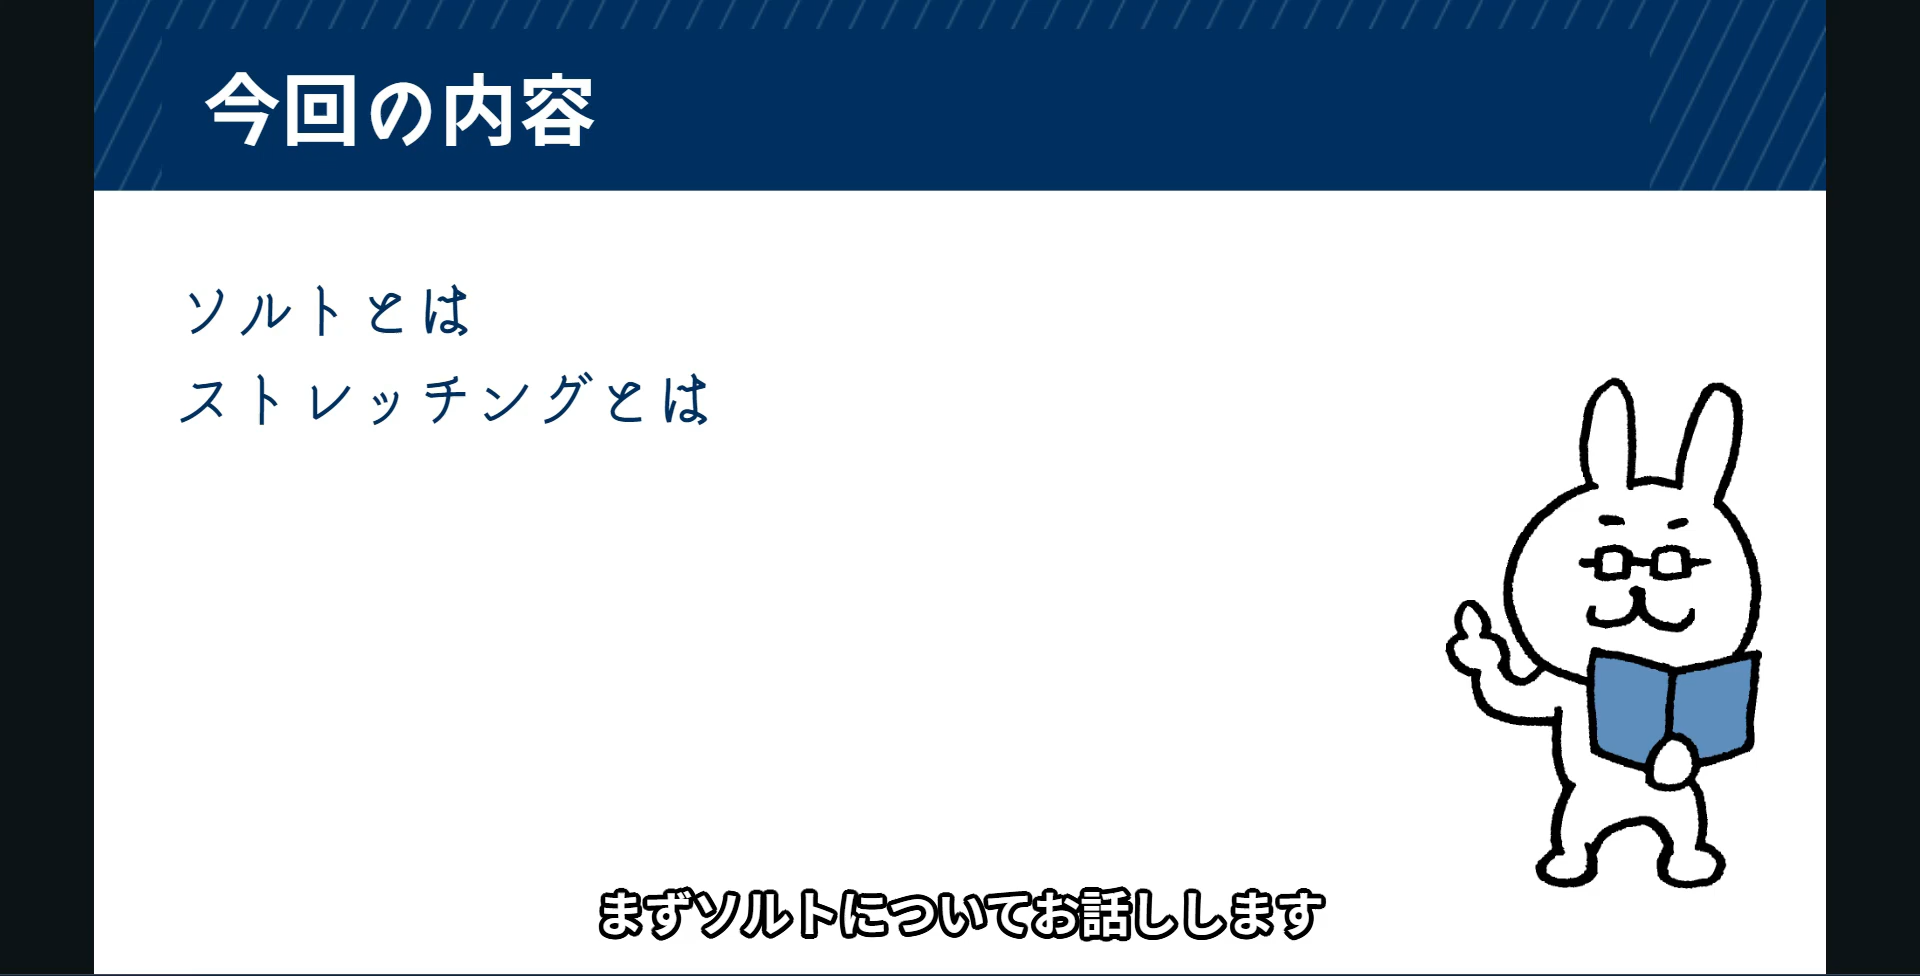 今回の内容
ソルトとは
ストレッチングとは
まずソルトについてお話しします